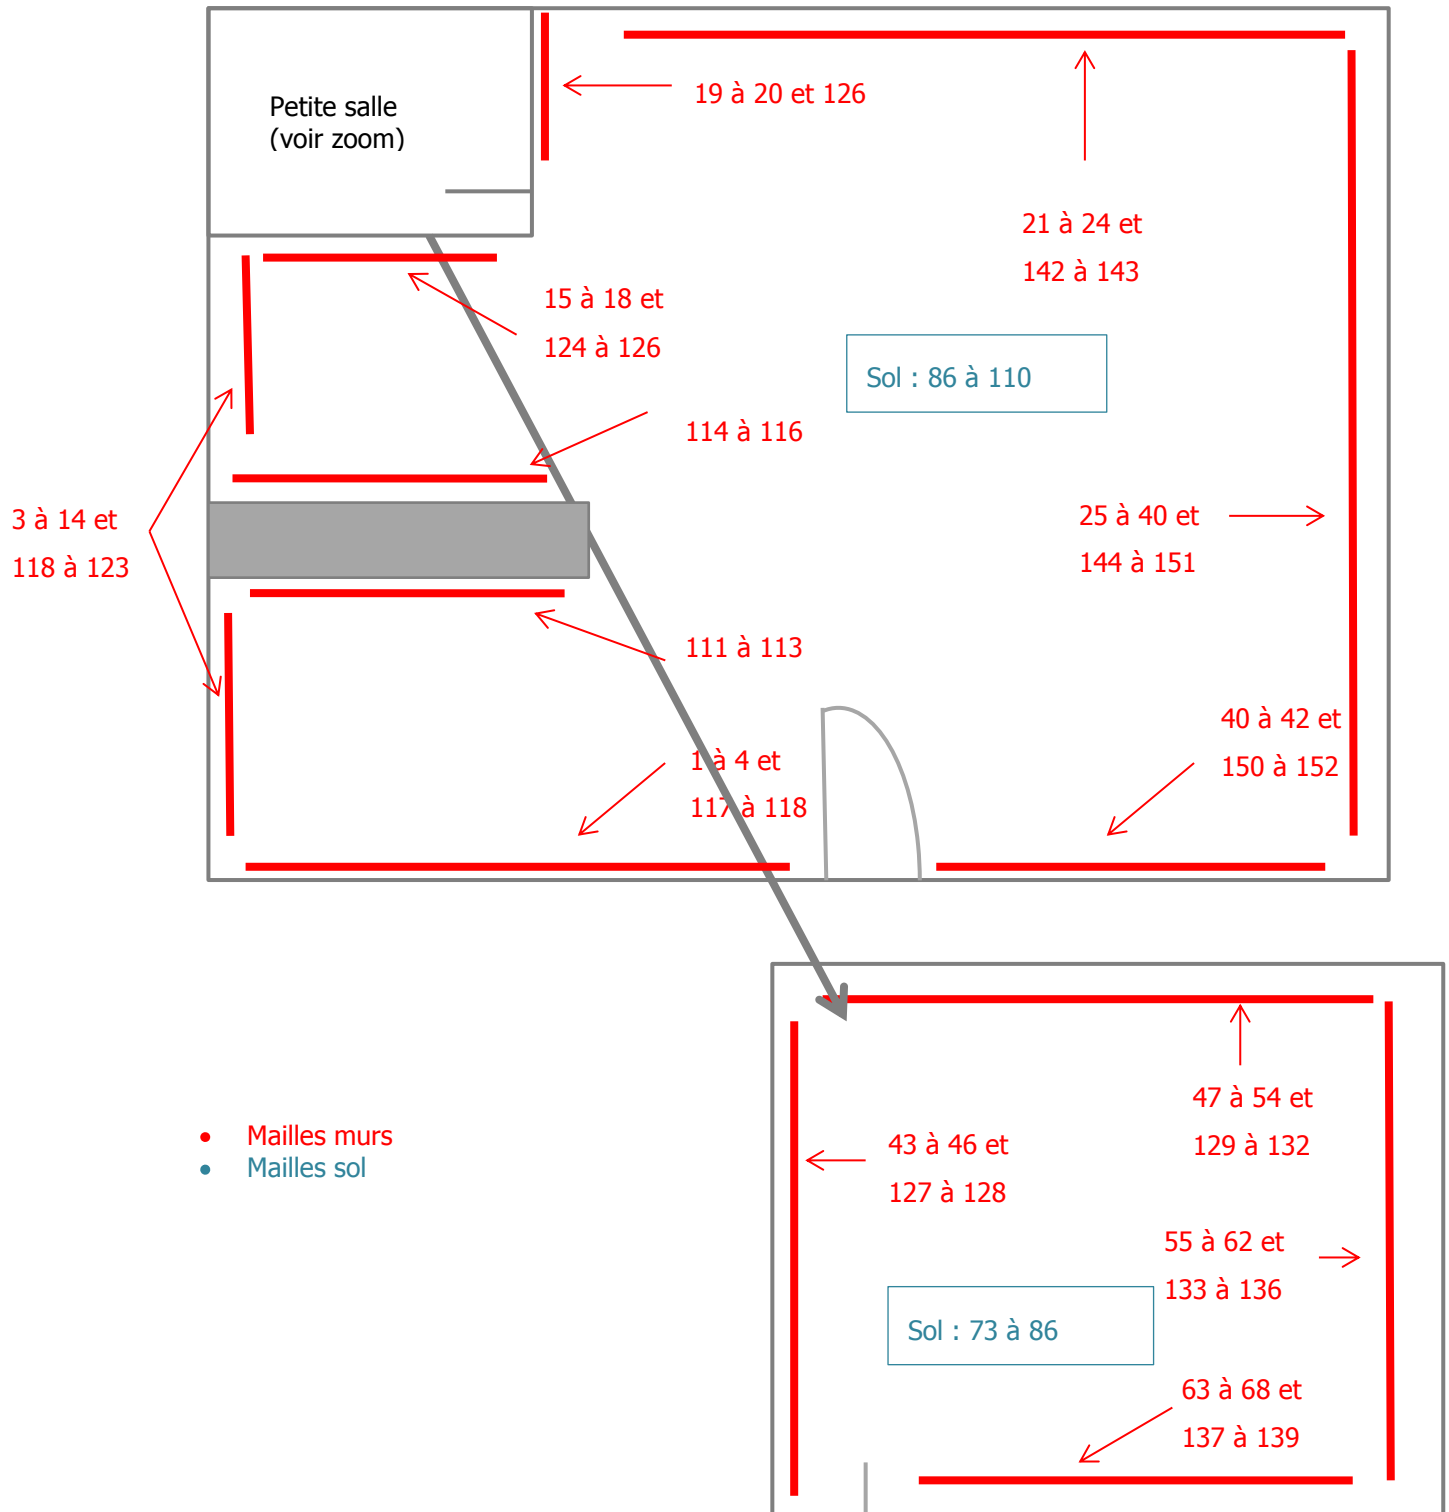 Petite salle
(voir zoom)
19 à 20 et 126
21 à 24 et
142 à 143
15 à 18 et
124 à 126
Sol : 86 à 110
114 à 116
3 à 14 et
118 à 123
25 à 40 et
144 à 151
111 à 113
40 à 42 et
150 à 152
1 à 4 et
117 à 118
47 à 54 et
129 à 132
• Mailles murs
• Mailles sol
43 à 46 et
127 à 128
55 à 62 et
133 à 136
Sol : 73 à 86
63 à 68 et
137 à 139